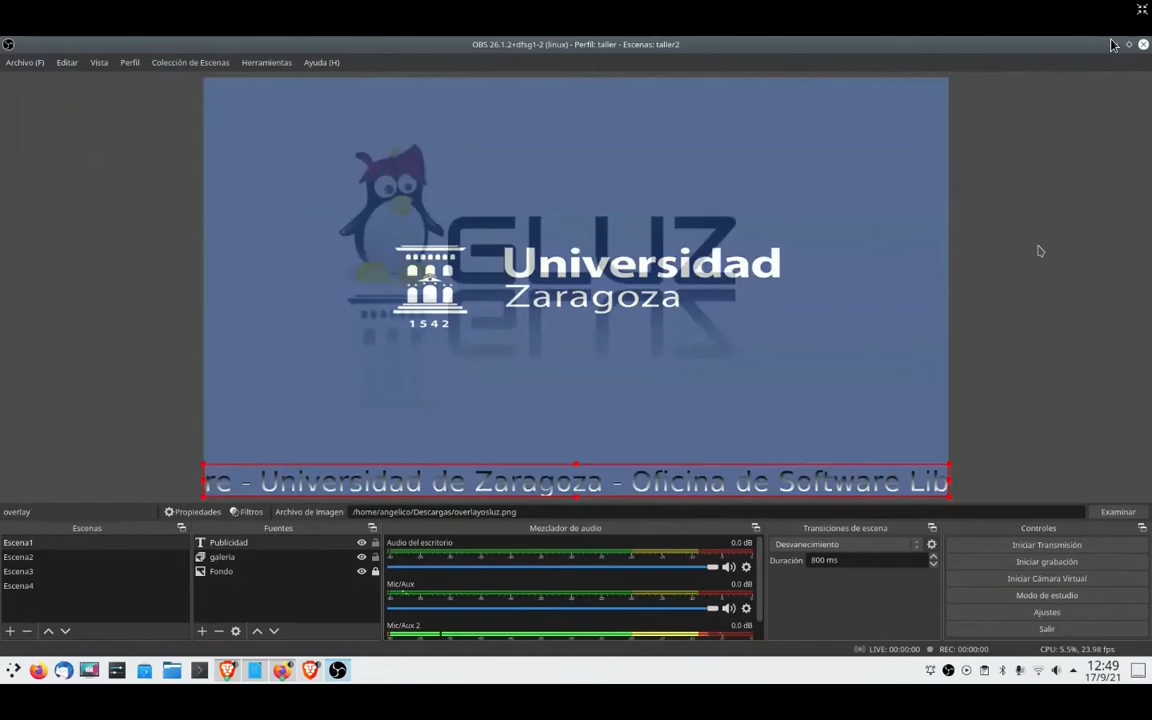 OBS 26.1.2+dfsg1-2 (linux) - Perfil: taller - Escenas: taller2
Archivo (F) Editar Vista Perfil Colección de Escenas Herramientas Ayuda (H)
GLUZ
Universidad
Zaragoza
1542
re - Universidad de Zaragoza - Oficina de Software Lib
overlay Propiedades Filtros Archivo de imagen /home/angelico/Descargas/overlayosluz.png Examinar
Escenas Fuentes Mezclador de audio Transiciones de escena Controles
Escena1
Escena2
Escena3
Escena4
Publicidad
galeria
Fondo
Audio del escritorio 0.0 dB
Mic/Aux 0.0 dB
Mic/Aux 2 0.0 dB
Desvanecimiento
Duración 800 ms
Iniciar Transmisión
Iniciar grabación
Iniciar Cámara Virtual
Modo de estudio
Ajustes
Salir
LIVE: 00:00:00 REC: 00:00:00 CPU: 5.5%, 23.98 fps
12:49
17/9/21